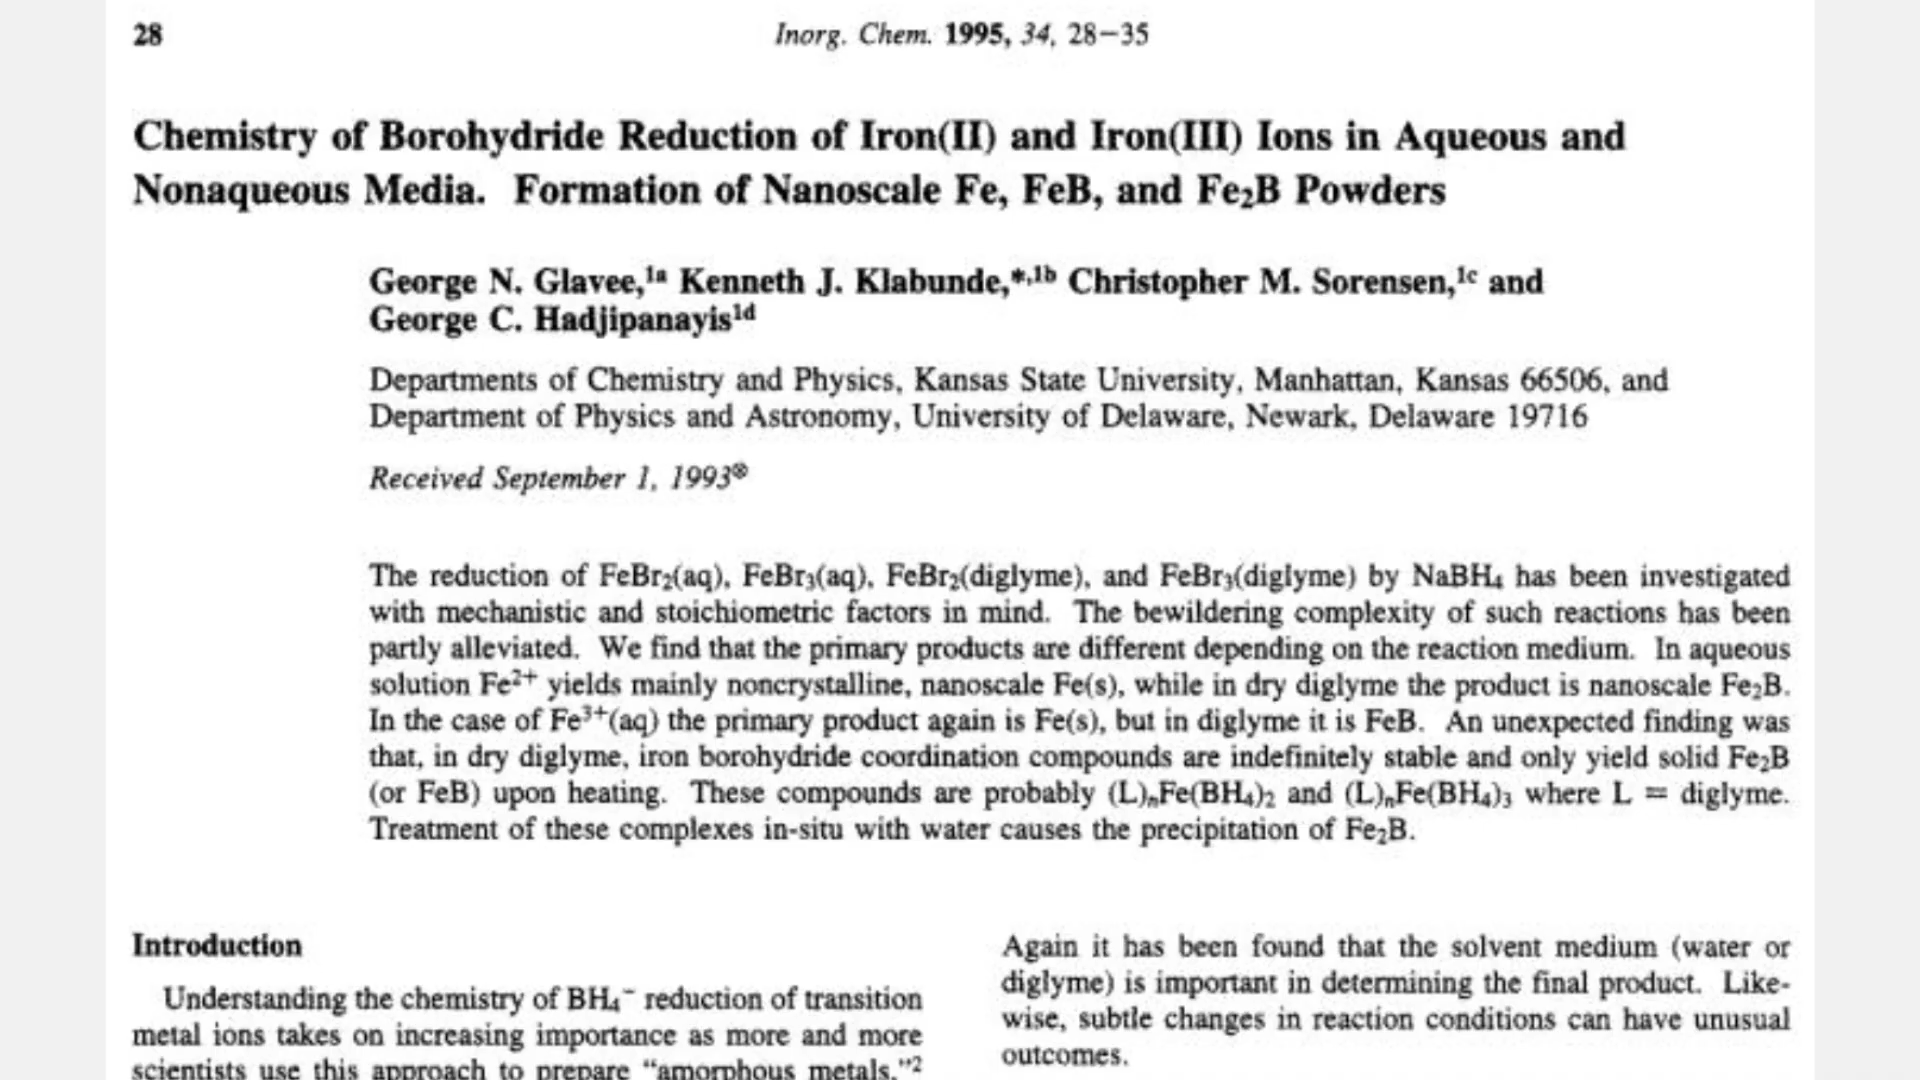 28
Inorg. Chem. 1995, 34, 28−35
Chemistry of Borohydride Reduction of Iron(II) and Iron(III) Ions in Aqueous and
Nonaqueous Media. Formation of Nanoscale Fe, FeB, and Fe₂B Powders
George N. Glavee,¹ᵃ Kenneth J. Klabunde,*,¹ᵇ Christopher M. Sorensen,¹ᶜ and
George C. Hadjipanayis¹ᵈ
Departments of Chemistry and Physics, Kansas State University, Manhattan, Kansas 66506, and
Department of Physics and Astronomy, University of Delaware, Newark, Delaware 19716
Received September 1, 1993⊗
The reduction of FeBr₂(aq), FeBr₃(aq), FeBr₂(diglyme), and FeBr₃(diglyme) by NaBH₄ has been investigated
with mechanistic and stoichiometric factors in mind. The bewildering complexity of such reactions has been
partly alleviated. We find that the primary products are different depending on the reaction medium. In aqueous
solution Fe²⁺ yields mainly noncrystalline, nanoscale Fe(s), while in dry diglyme the product is nanoscale Fe₂B.
In the case of Fe³⁺(aq) the primary product again is Fe(s), but in diglyme it is FeB. An unexpected finding was
that, in dry diglyme, iron borohydride coordination compounds are indefinitely stable and only yield solid Fe₂B
(or FeB) upon heating. These compounds are probably (L)ₙFe(BH₄)₂ and (L)ₙFe(BH₄)₃ where L = diglyme.
Treatment of these complexes in-situ with water causes the precipitation of Fe₂B.
Introduction
Understanding the chemistry of BH₄⁻ reduction of transition
metal ions takes on increasing importance as more and more
scientists use this approach to prepare “amorphous metals.”²
Again it has been found that the solvent medium (water or
diglyme) is important in determining the final product. Like-
wise, subtle changes in reaction conditions can have unusual
outcomes.